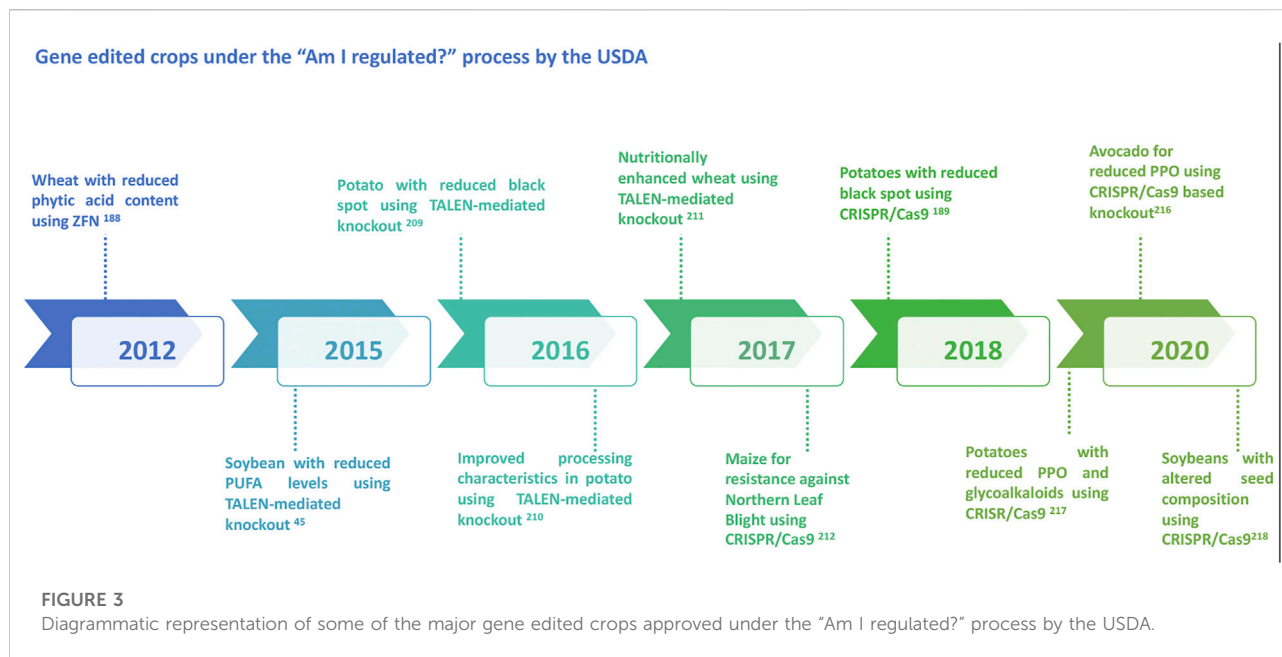 Gene edited crops under the “Am I regulated?” process by the USDA
Wheat with reduced
phytic acid content
using ZFN 188
Potato with reduced black
spot using TALEN-mediated
knockout 209
Nutritionally
enhanced wheat using
TALEN-mediated
knockout 211
Potatoes with reduced
black spot using
CRISPR/Cas9 189
Avocado for
reduced PPO using
CRISPR/Cas9 based
knockout216
2012
2015
2016
2017
2018
2020
Soybean with reduced
PUFA levels using
TALEN-mediated
knockout 45
Improved processing
characteristics in potato
using TALEN-mediated
knockout 210
Maize for
resistance against
Northern Leaf
Blight using
CRISPR/Cas9 212
Potatoes with
reduced PPO and
glycoalkaloids using
CRISR/Cas9 217
Soybeans with
altered seed
composition
using
CRISPR/Cas9218
FIGURE 3
Diagrammatic representation of some of the major gene edited crops approved under the “Am I regulated?” process by the USDA.